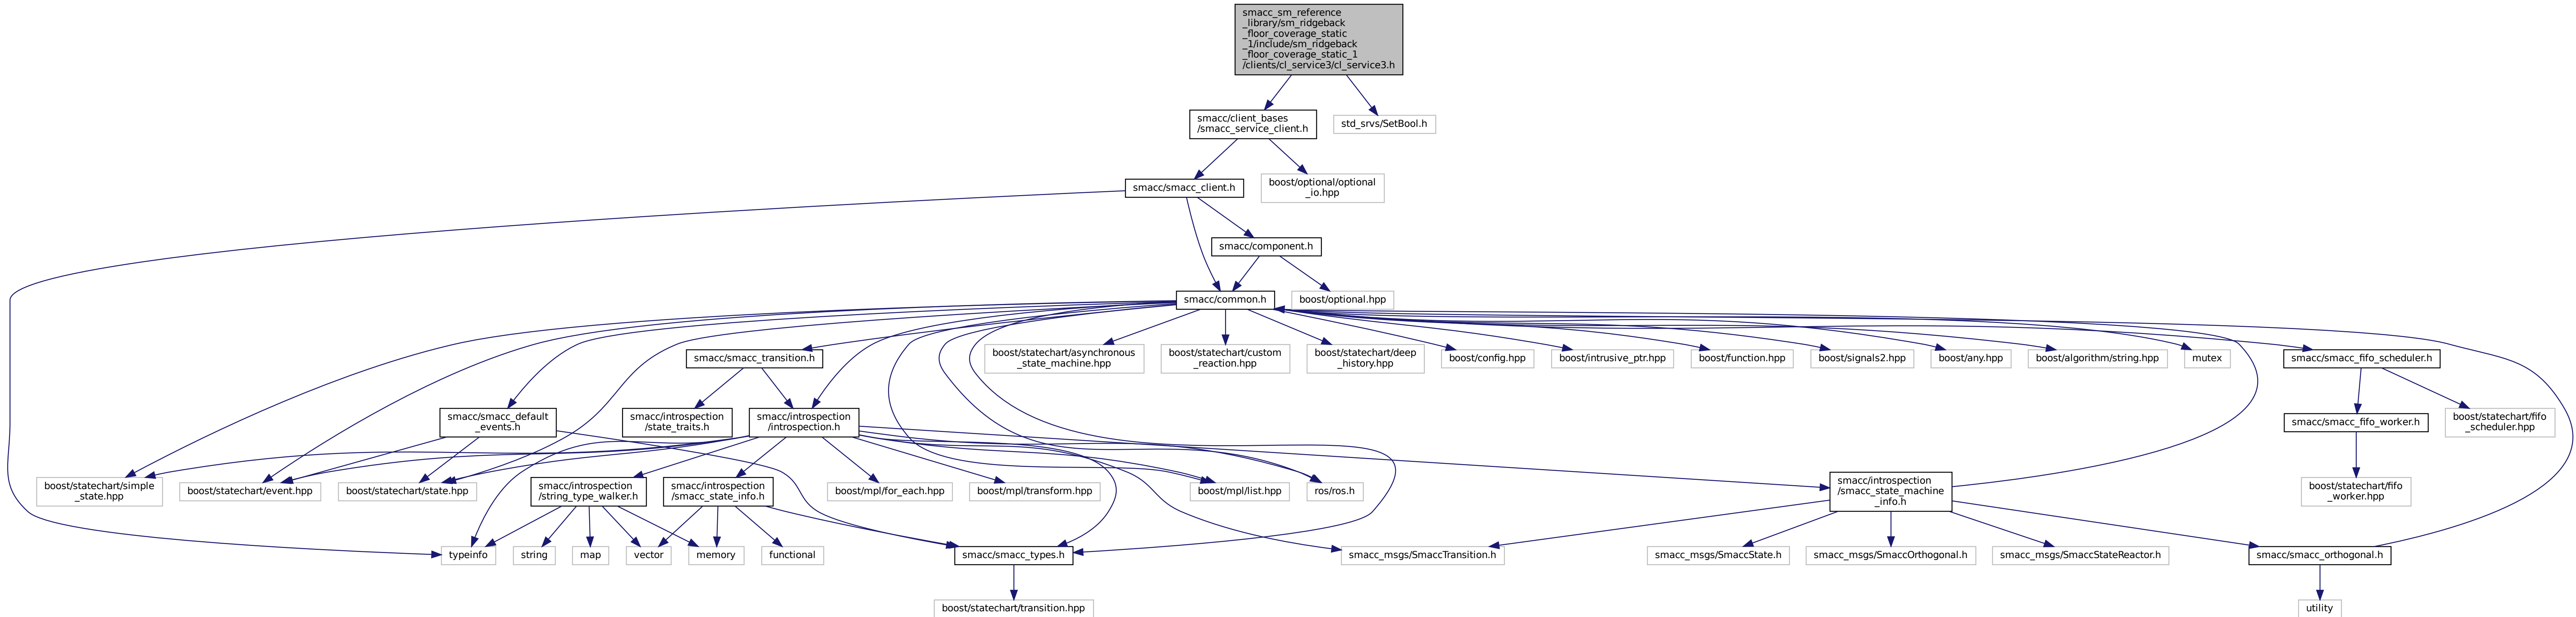 smacc_sm_reference
_library/sm_ridgeback
_floor_coverage_static
_1/include/sm_ridgeback
_floor_coverage_static_1
/clients/cl_service3/cl_service3.h
smacc/client_bases
/smacc_service_client.h
std_srvs/SetBool.h
smacc/smacc_client.h
boost/optional/optional
_io.hpp
smacc/component.h
smacc/common.h
boost/optional.hpp
smacc/smacc_transition.h
boost/statechart/asynchronous
_state_machine.hpp
boost/statechart/custom
_reaction.hpp
boost/statechart/deep
_history.hpp
boost/config.hpp
boost/intrusive_ptr.hpp
boost/function.hpp
boost/signals2.hpp
boost/any.hpp
boost/algorithm/string.hpp
mutex
smacc/smacc_fifo_scheduler.h
smacc/smacc_default
_events.h
smacc/introspection
/state_traits.h
smacc/introspection
/introspection.h
smacc/smacc_fifo_worker.h
boost/statechart/fifo
_scheduler.hpp
boost/statechart/simple
_state.hpp
boost/statechart/event.hpp
boost/statechart/state.hpp
smacc/introspection
/string_type_walker.h
smacc/introspection
/smacc_state_info.h
boost/mpl/for_each.hpp
boost/mpl/transform.hpp
boost/mpl/list.hpp
ros/ros.h
smacc/introspection
/smacc_state_machine
_info.h
boost/statechart/fifo
_worker.hpp
typeinfo
string
map
vector
memory
functional
smacc/smacc_types.h
smacc_msgs/SmaccTransition.h
smacc_msgs/SmaccState.h
smacc_msgs/SmaccOrthogonal.h
smacc_msgs/SmaccStateReactor.h
smacc/smacc_orthogonal.h
boost/statechart/transition.hpp
utility